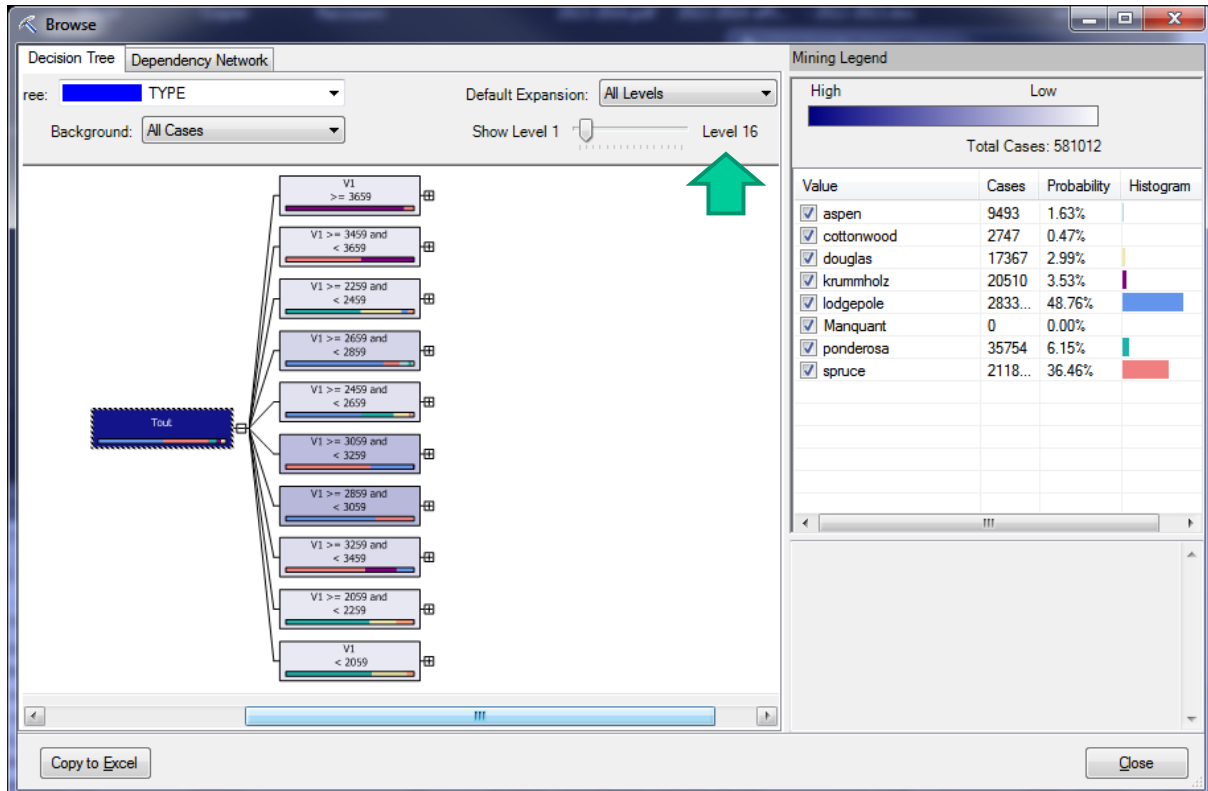 Browse
Decision Tree
Dependency Network
Mining Legend
ree:
TYPE
Default Expansion:
All Levels
Background:
All Cases
Show Level 1
Level 16
High
Low
Total Cases: 581012
Value Cases Probability Histogram
aspen 9493 1.63%
cottonwood 2747 0.47%
douglas 17367 2.99%
krummholz 20510 3.53%
lodgepole 2833... 48.76%
Manquant 0 0.00%
ponderosa 35754 6.15%
spruce 2118... 36.46%
Tout
V1
>= 3659
V1 >= 3459 and
< 3659
V1 >= 2259 and
< 2459
V1 >= 2659 and
< 2859
V1 >= 2459 and
< 2659
V1 >= 3059 and
< 3259
V1 >= 2859 and
< 3059
V1 >= 3259 and
< 3459
V1 >= 2059 and
< 2259
V1
< 2059
Copy to Excel
Close